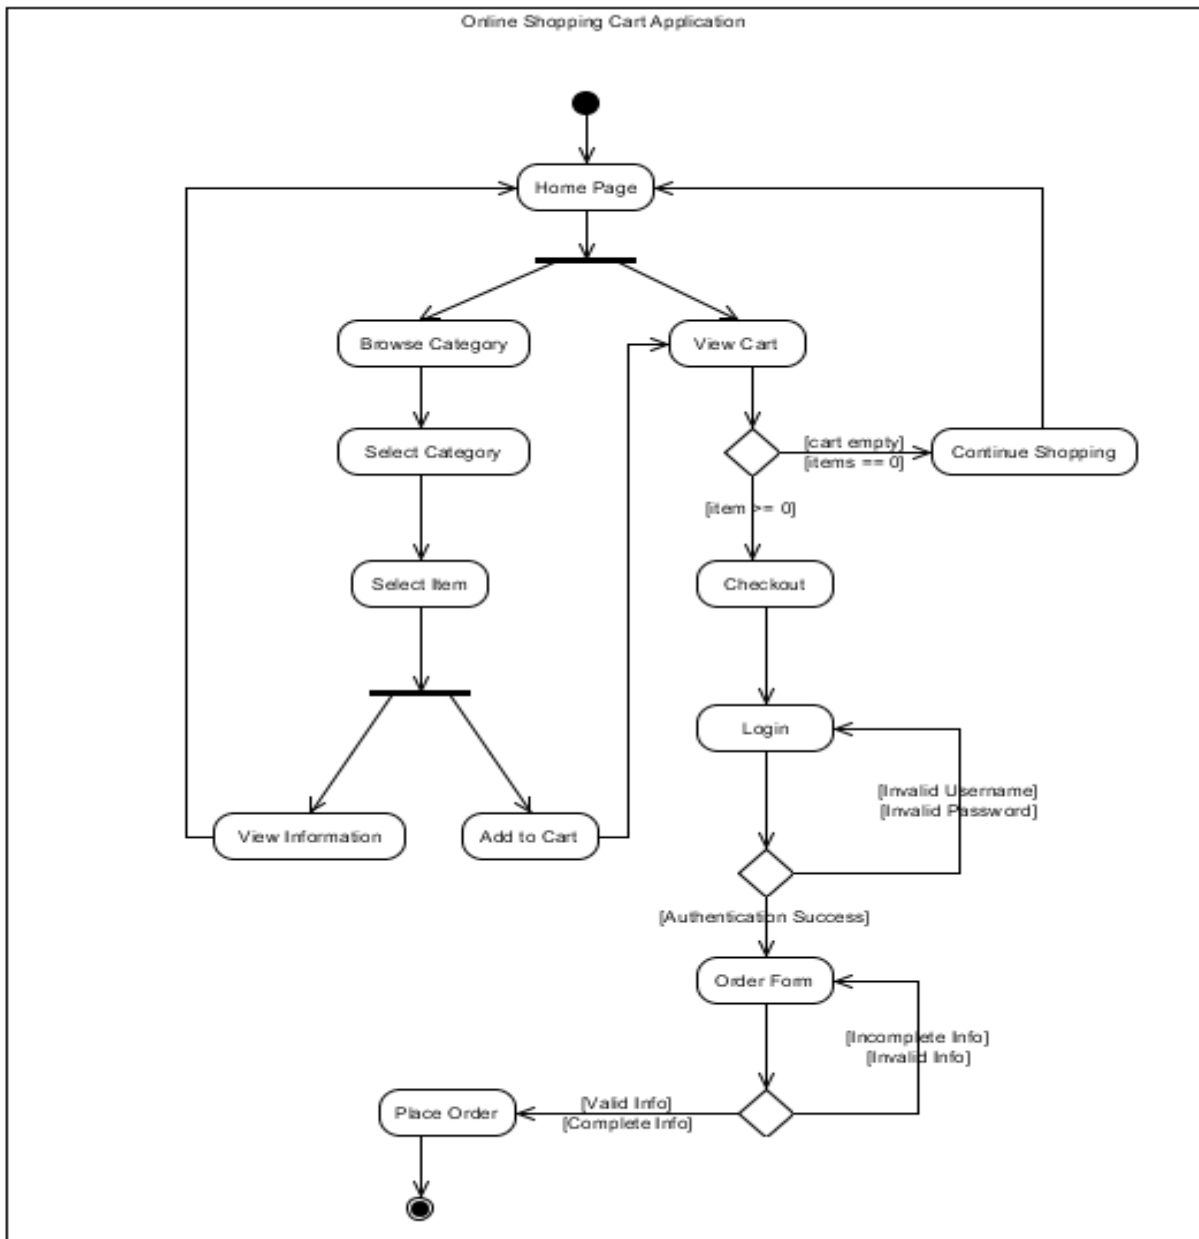 Online Shopping Cart Application
Home Page
Browse Category
View Cart
Select Category
[cart empty]
[items == 0]
Continue Shopping
[item >= 0]
Select Item
Checkout
Login
[Invalid Username]
[Invalid Password]
View Information
Add to Cart
[Authentication Success]
Order Form
[Incomplete Info]
[Invalid Info]
Place Order
[Valid Info]
[Complete Info]